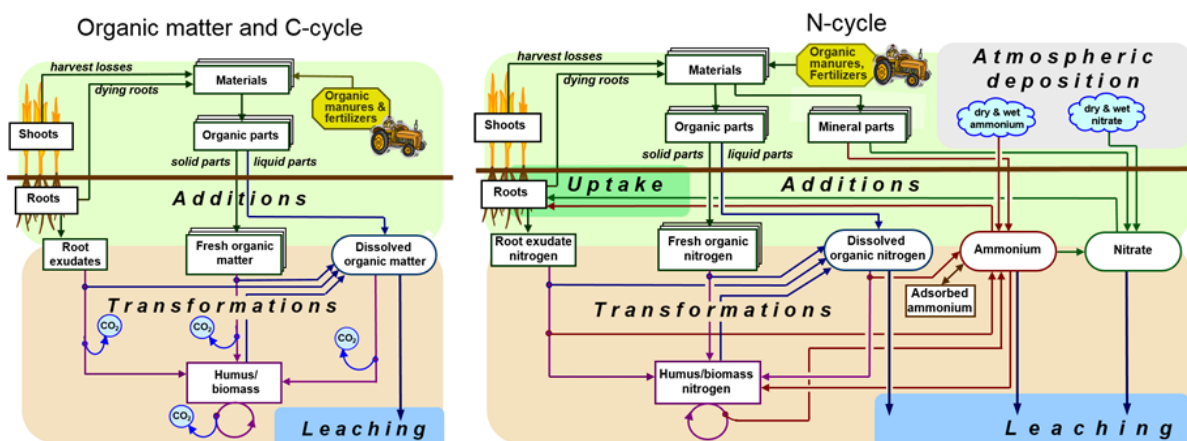 Organic matter and C-cycle
harvest losses
dying roots
Materials
Organic
manures &
fertilizers
Shoots
Organic parts
solid parts
liquid parts
Roots
Additions
Root
exudates
Fresh organic
matter
Dissolved
organic matter
Transformations
CO2
CO2
CO2
Humus/
biomass
CO2
Leaching
N-cycle
harvest losses
dying roots
Materials
Organic
manures,
Fertilizers
Atmospheric
deposition
dry & wet
ammonium
dry & wet
nitrate
Shoots
Organic parts
Mineral parts
solid parts
liquid parts
Roots
Uptake
Additions
Root exudate
nitrogen
Fresh organic
nitrogen
Dissolved
organic nitrogen
Ammonium
Nitrate
Adsorbed
ammonium
Transformations
Humus/biomass
nitrogen
Leaching